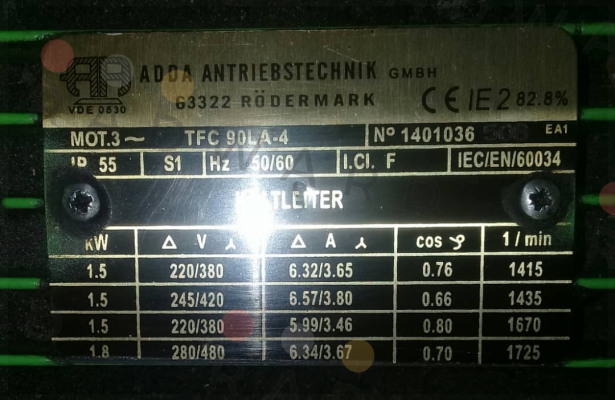 ADDA ANTRIEBSTECHNIK GMBH
63322 RÖDERMARK
VDE 0530
CE IE2 82.8%
MOT.3~ TFC 90LA-4 Nº 1401036 EA1
IP 55 S1 Hz 50/60 I.Cl. F IEC/EN/60034
kW Δ V Y Δ A Y cos φ 1/min
1.5 220/380 6.32/3.65 0.76 1415
1.5 245/420 6.57/3.80 0.66 1435
1.5 220/380 5.99/3.46 0.80 1670
1.8 280/480 6.34/3.67 0.70 1725